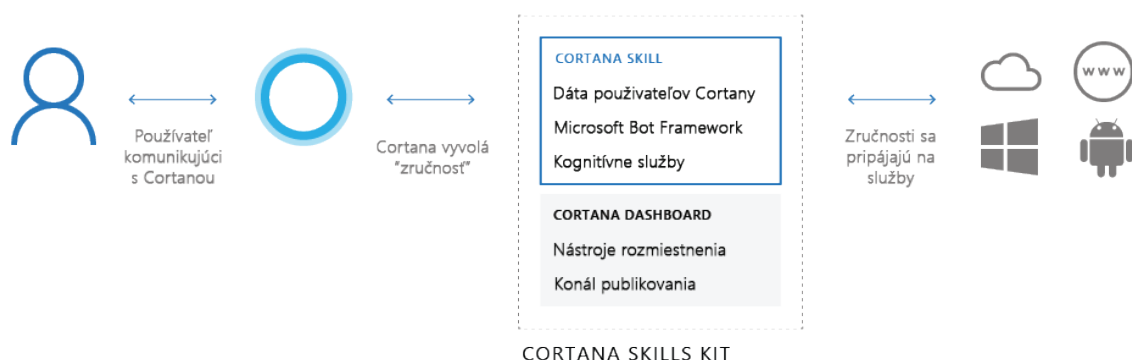 Používateľ
komunikujúci
s Cortanou
Cortana vyvolá
"zručnosť"
CORTANA SKILL
Dáta použivateľov Cortany
Microsoft Bot Framework
Kognitívne služby
CORTANA DASHBOARD
Nástroje rozmiestnenia
Konál publikovania
CORTANA SKILLS KIT
Zručnosti sa
pripájajú na
služby
www